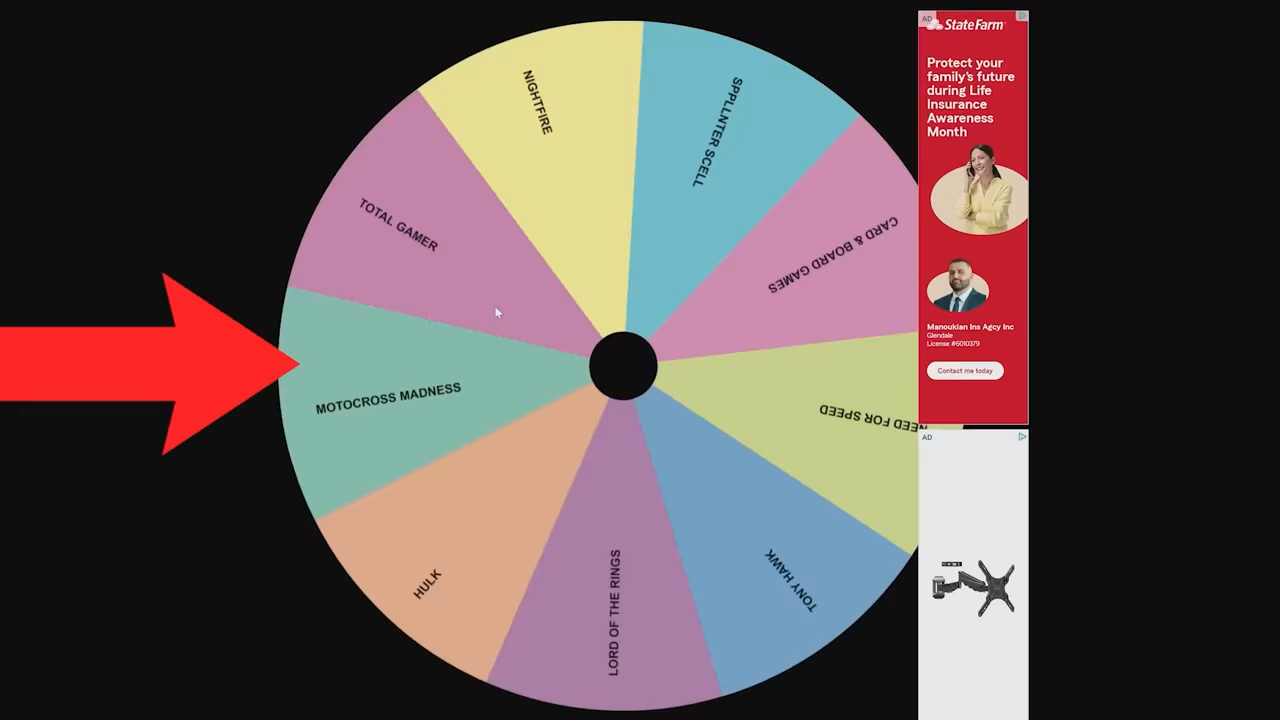 NIGHTFIRE
SPPLLNTER SCELL
TOTAL GAMER
CARD & BOARD GAMES
MOTOCROSS MADNESS
NEED FOR SPEED
HULK
LORD OF THE RINGS
TONY HAWK
AD
StateFarm
Protect your
family's future
during Life
Insurance
Awareness
Month
Manoukian Ins Agcy Inc
Glendale
License #6010379
Contact me today
AD